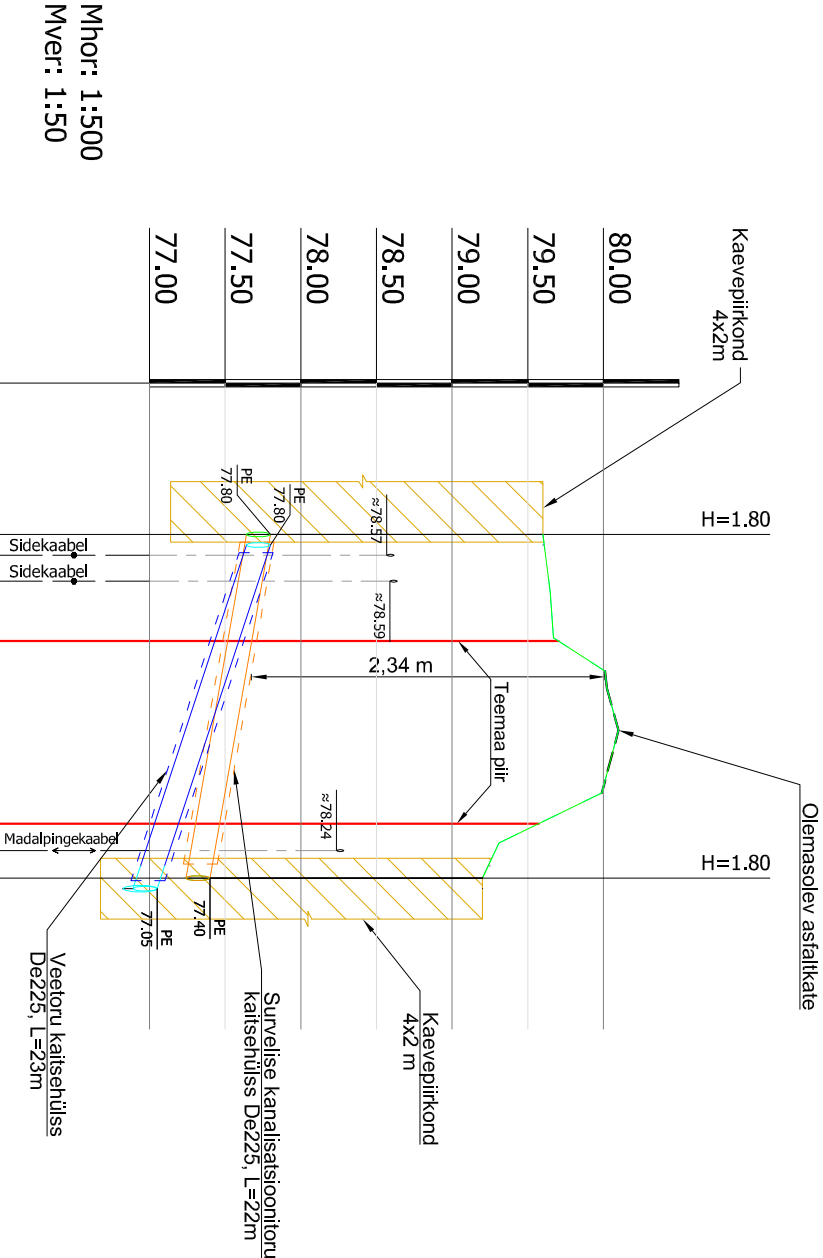 Mhor: 1:500
Mver: 1:50
80.00
79.50
79.00
78.50
78.00
77.50
77.00
Kaevepiirkond
4x2m
H=1.80
≈78.57
PE
77.80
PE
77.80
Sidekaabel
Sidekaabel
≈78.59
2,34 m
Teemaa piir
Olemasolev asfaltkate
≈78.24
Madalpingekaabel
H=1.80
PE
77.40
PE
77.05
Kaevepiirkond
4x2 m
Survelise kanalisatsioonitoru
kaitsehülss De225, L=22m
Veetoru kaitsehülss
De225, L=23m